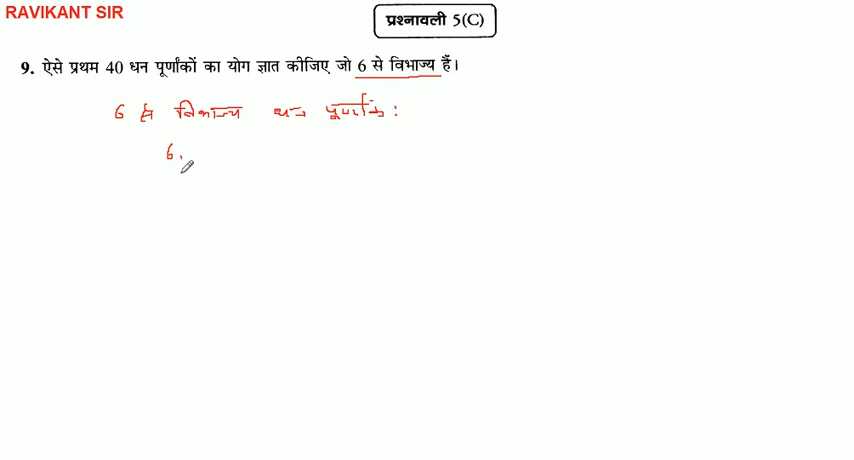 RAVIKANT SIR
प्रश्नावली 5(C)
9. ऐसे प्रथम 40 धन पूर्णांकों का योग ज्ञात कीजिए जो 6 से विभाज्य हैं।
6 से विभाज्य धन पूर्णांक :
6,